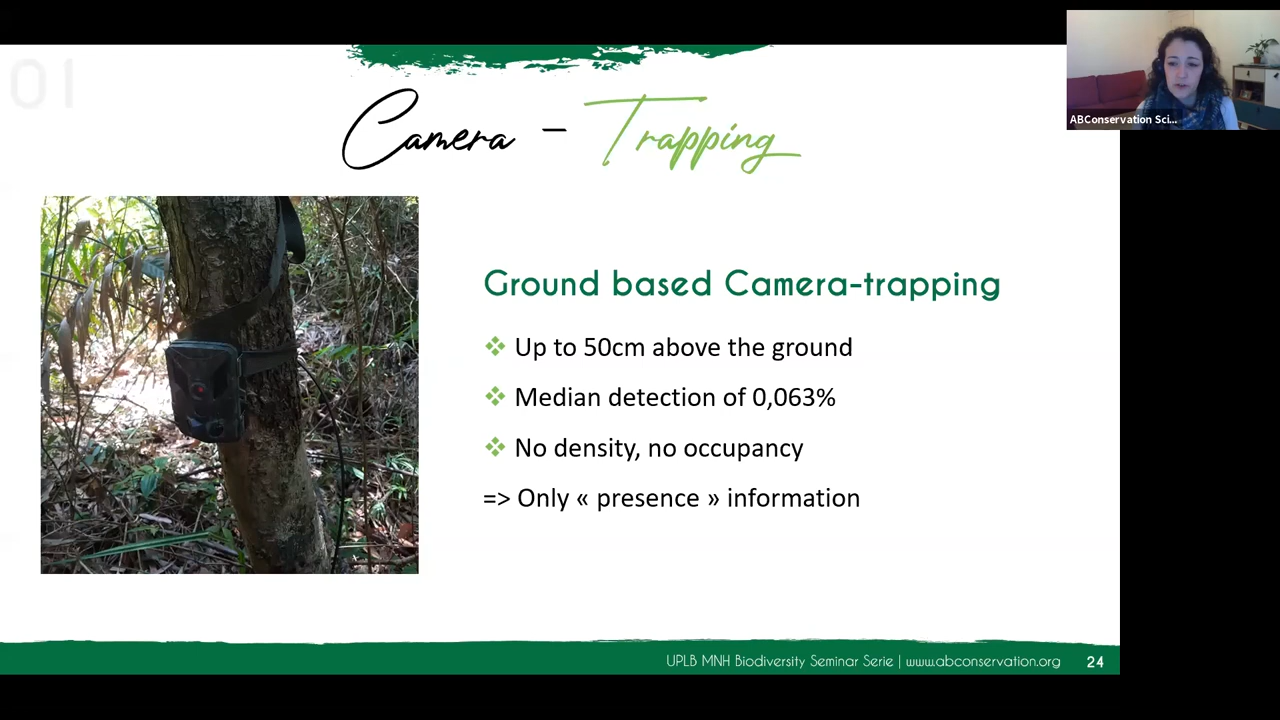 01
Camera - Trapping
ABConservation Sci...
Ground based Camera-trapping
Up to 50cm above the ground
Median detection of 0,063%
No density, no occupancy
=> Only « presence » information
UPLB MNH Biodiversity Seminar Serie | www.abconservation.org 24